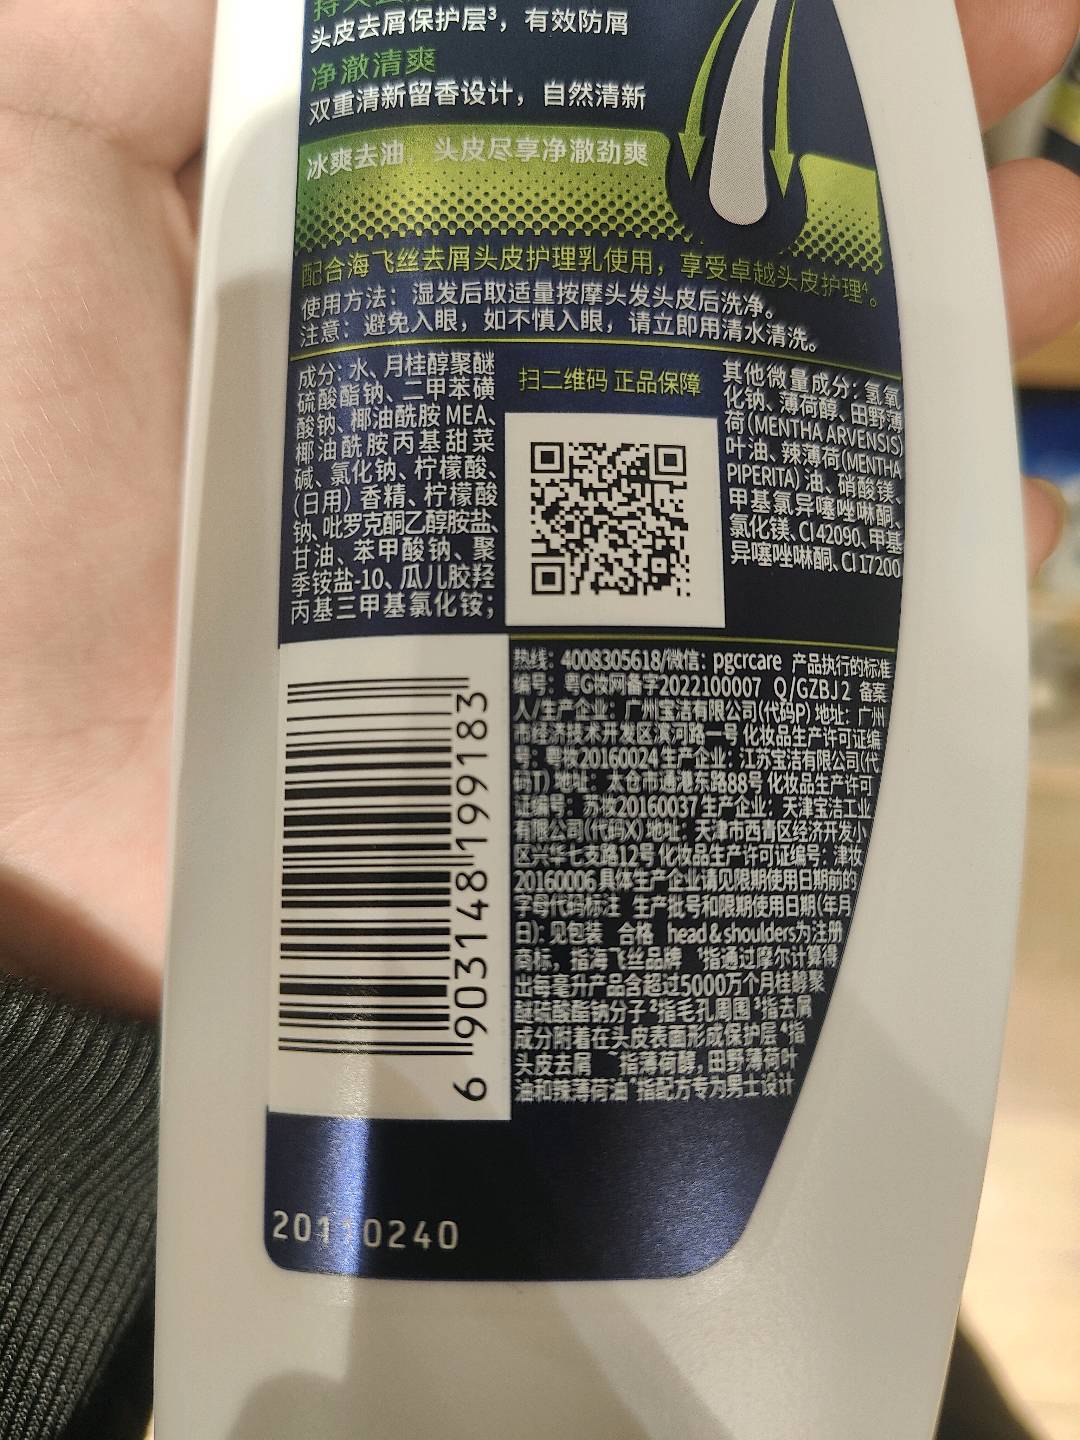 头皮去屑保护层³，有效防屑
净澈清爽
双重清新留香设计，自然清新
冰爽去油，头皮尽享净澈劲爽
配合海飞丝去屑头皮护理乳使用，享受卓越头皮护理⁴。
使用方法：湿发后取适量按摩头发头皮后洗净。
注意：避免入眼，如不慎入眼，请立即用清水清洗。
成分：水、月桂醇聚醚
硫酸酯钠、二甲苯磺
酸钠、椰油酰胺MEA、
椰油酰胺丙基甜菜
碱、氯化钠、柠檬酸、
(日用)香精、柠檬酸
钠、吡罗克酮乙醇胺盐、
甘油、苯甲酸钠、聚
季铵盐-10、瓜儿胶羟
丙基三甲基氯化铵；
扫二维码 正品保障
其他微量成分：氢氧
化钠、薄荷醇、田野薄
荷(MENTHA ARVENSIS)
叶油、辣薄荷(MENTHA
PIPERITA)油、硝酸镁、
甲基氯异噻唑啉酮、
氯化镁、CI 42090、甲基
异噻唑啉酮、CI 17200
热线：4008305618/微信：pgcrcare 产品执行的标准
编号：粤G妆网备字2022100007 Q/GZBJ 2 备案
人/生产企业：广州宝洁有限公司(代码P) 地址：广州
市经济技术开发区滨河路一号 化妆品生产许可证编
号：粤妆20160024 生产企业：江苏宝洁有限公司(代
码T) 地址：太仓市通港东路88号 化妆品生产许可
证编号：苏妆20160037 生产企业：天津宝洁工业
有限公司(代码X) 地址：天津市西青区经济开发小
区兴华七支路12号 化妆品生产许可证编号：津妆
20160006 具体生产企业请见限期使用日期前的
字母代码标注 生产批号和限期使用日期(年月
日)：见包装 合格 head & shoulders为注册
商标，指海飞丝品牌 ¹指通过摩尔计算得
出每毫升产品含超过5000万个月桂醇聚
醚硫酸酯钠分子 ²指毛孔周围 ³指去屑
成分附着在头皮表面形成保护层 ⁴指
头皮去屑 ~指薄荷醇，田野薄荷叶
油和辣薄荷油 *指配方专为男士设计
6 903148 199183